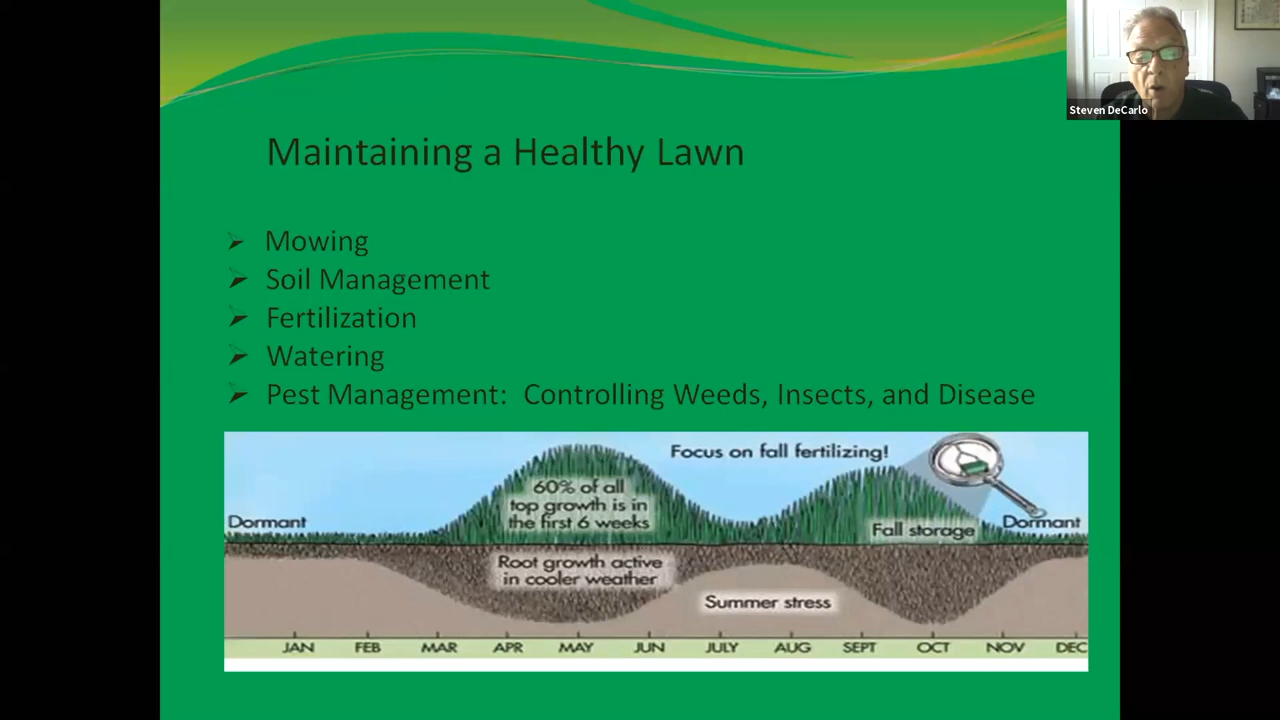 Steven DeCarlo
Maintaining a Healthy Lawn
Mowing
Soil Management
Fertilization
Watering
Pest Management: Controlling Weeds, Insects, and Disease
Focus on fall fertilizing!
60% of all
top growth is in
the first 6 weeks
Dormant
Fall storage
Dormant
Root growth active
in cooler weather
Summer stress
JAN FEB MAR APR MAY JUN JULY AUG SEPT OCT NOV DEC